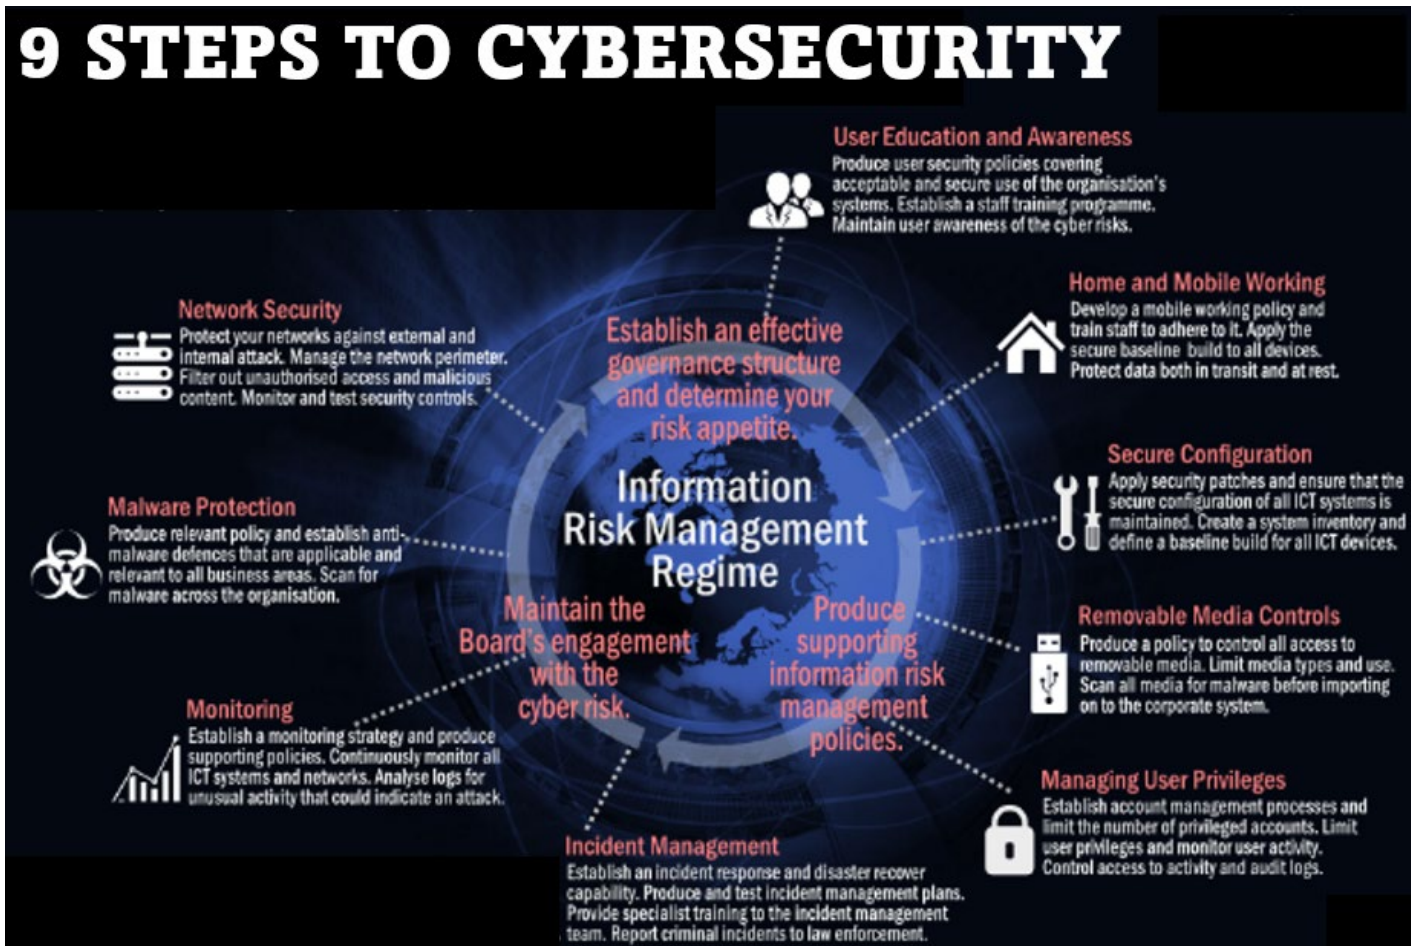 9 STEPS TO CYBERSECURITY
User Education and Awareness
Produce user security policies covering
acceptable and secure use of the organisation's
systems. Establish a staff training programme.
Maintain user awareness of the cyber risks.
Home and Mobile Working
Develop a mobile working policy and
train staff to adhere to it. Apply the
secure baseline build to all devices.
Protect data both in transit and at rest.
Secure Configuration
Apply security patches and ensure that the
secure configuration of all ICT systems is
maintained. Create a system inventory and
define a baseline build for all ICT devices.
Removable Media Controls
Produce a policy to control all access to
removable media. Limit media types and use.
Scan all media for malware before importing
on to the corporate system.
Managing User Privileges
Establish account management processes and
limit the number of privileged accounts. Limit
user privileges and monitor user activity.
Control access to activity and audit logs.
Incident Management
Establish an incident response and disaster recover
capability. Produce and test incident management plans.
Provide specialist training to the incident management
team. Report criminal incidents to law enforcement.
Monitoring
Establish a monitoring strategy and produce
supporting policies. Continuously monitor all
ICT systems and networks. Analyse logs for
unusual activity that could indicate an attack.
Malware Protection
Produce relevant policy and establish anti-
malware defences that are applicable and
relevant to all business areas. Scan for
malware across the organisation.
Network Security
Protect your networks against external and
internal attack. Manage the network perimeter.
Filter out unauthorised access and malicious
content. Monitor and test security controls.
Establish an effective
governance structure
and determine your
risk appetite.
Information
Risk Management
Regime
Maintain the
Board's engagement
with the
cyber risk.
Produce
supporting
information risk
management
policies.